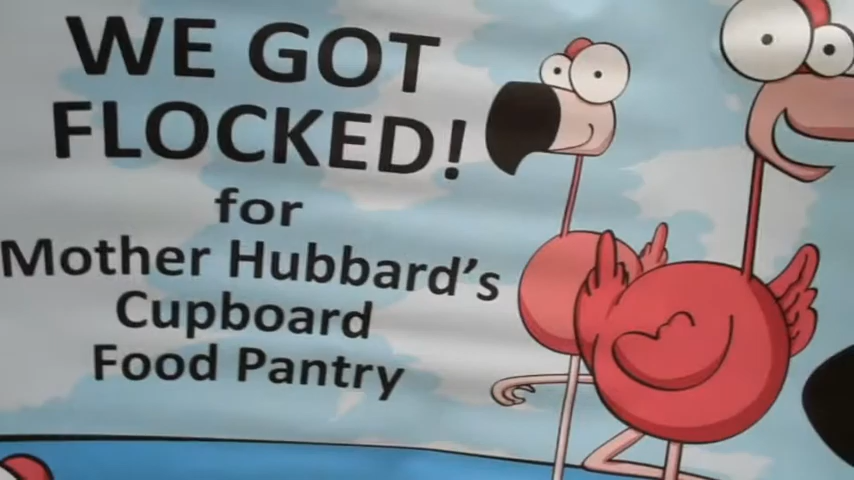 WE GOT
FLOCKED!
for
Mother Hubbard's
Cupboard
Food Pantry